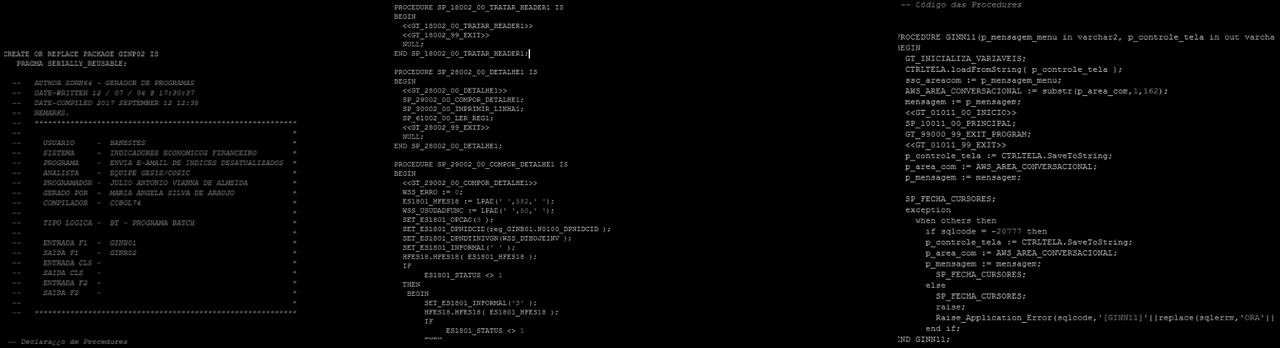 CREATE OR REPLACE PACKAGE GINP02 IS
PRAGMA SERIALLY_REUSABLE;
-- AUTHOR SDRN64 - GERADOR DE PROGRAMAS
-- DATE-WRITTEN 12 / 07 / 04 @ 17:30:37
-- DATE-COMPILED 2017 SEPTEMBER 12 12:38
-- REMARKS.
-- **************************************************************
-- *
-- USUARIO - BANESTES *
-- SISTEMA - INDICADORES ECONOMICOS FINANCEIRO *
-- PROGRAMA - ENVIA E-AMAIL DE INDICES DESATUALIZADOS *
-- ANALISTA - EQUIPE GESIS/COSIC *
-- PROGRAMADOR - JULIO ANTONIO VIANNA DE ALMEIDA *
-- GERADO POR - MARIA ANGELA SILVA DE ARAUJO *
-- COMPILADOR - COBOL74 *
-- *
-- TIPO LOGICA - BT - PROGRAMA BATCH *
-- *
-- ENTRADA F1 - GINB01 *
-- SAIDA F1 - GINR02 *
-- ENTRADA CLS - *
-- SAIDA CLS - *
-- ENTRADA F2 - *
-- SAIDA F2 - *
-- *
-- **************************************************************
-- Declaração de Procedures
PROCEDURE SP_18002_00_TRATAR_HEADER1 IS
BEGIN
<<GT_18002_00_TRATAR_HEADER1>>
<<GT_18002_99_EXIT>>
NULL;
END SP_18002_00_TRATAR_HEADER1;
PROCEDURE SP_28002_00_DETALHE1 IS
BEGIN
<<GT_28002_00_DETALHE1>>
SP_29002_00_COMPOR_DETALHE1;
SP_30002_00_IMPRIMIR_LINHA1;
SP_61002_00_LER_REG1;
<<GT_28002_99_EXIT>>
NULL;
END SP_28002_00_DETALHE1;
PROCEDURE SP_29002_00_COMPOR_DETALHE1 IS
BEGIN
<<GT_29002_00_COMPOR_DETALHE1>>
WSS_ERRO := 0;
ES1801_HFES18 := LPAD(' ',582,' ');
WSS_USUDADFUNC := LPAD(' ',50,' ');
SET_ES1801_OPCAO(3 );
SET_ES1801_DPNIDCID(reg_GINB01.N0100_DPNIDCID );
SET_ES1801_DPNDTINIVGN(WSS_DTHOJEINV );
SET_ES1801_INFORMAL(' ' );
HFES18.HFES18( ES1801_HFES18 );
IF
ES1801_STATUS <> 1
THEN
BEGIN
SET_ES1801_INFORMAL('S' );
HFES18.HFES18( ES1801_HFES18 );
IF
ES1801_STATUS <> 1
THEN
-- Código das Procedures
PROCEDURE GINN11(p_mensagem_menu in varchar2, p_controle_tela in out varcha
BEGIN
GT_INICIALIZA_VARIAVEIS;
CTRLTELA.loadFromString( p_controle_tela );
ssc_areacom := p_mensagem_menu;
AWS_AREA_CONVERSACIONAL := substr(p_area_com,1,162);
mensagem := p_mensagem;
<<GT_01011_00_INICIO>>
SP_10011_00_PRINCIPAL;
GT_99000_99_EXIT_PROGRAM;
<<GT_01011_99_EXIT>>
p_controle_tela := CTRLTELA.SaveToString;
p_area_com := AWS_AREA_CONVERSACIONAL;
p_mensagem := mensagem;
SP_FECHA_CURSORES;
exception
when others then
if sqlcode = -20777 then
p_controle_tela := CTRLTELA.SaveToString;
p_area_com := AWS_AREA_CONVERSACIONAL;
p_mensagem := mensagem;
SP_FECHA_CURSORES;
else
SP_FECHA_CURSORES;
raise;
Raise_Application_Error(sqlcode,'[GINN11]'||replace(sqlerrm,'ORA'||
end if;
END GINN11;